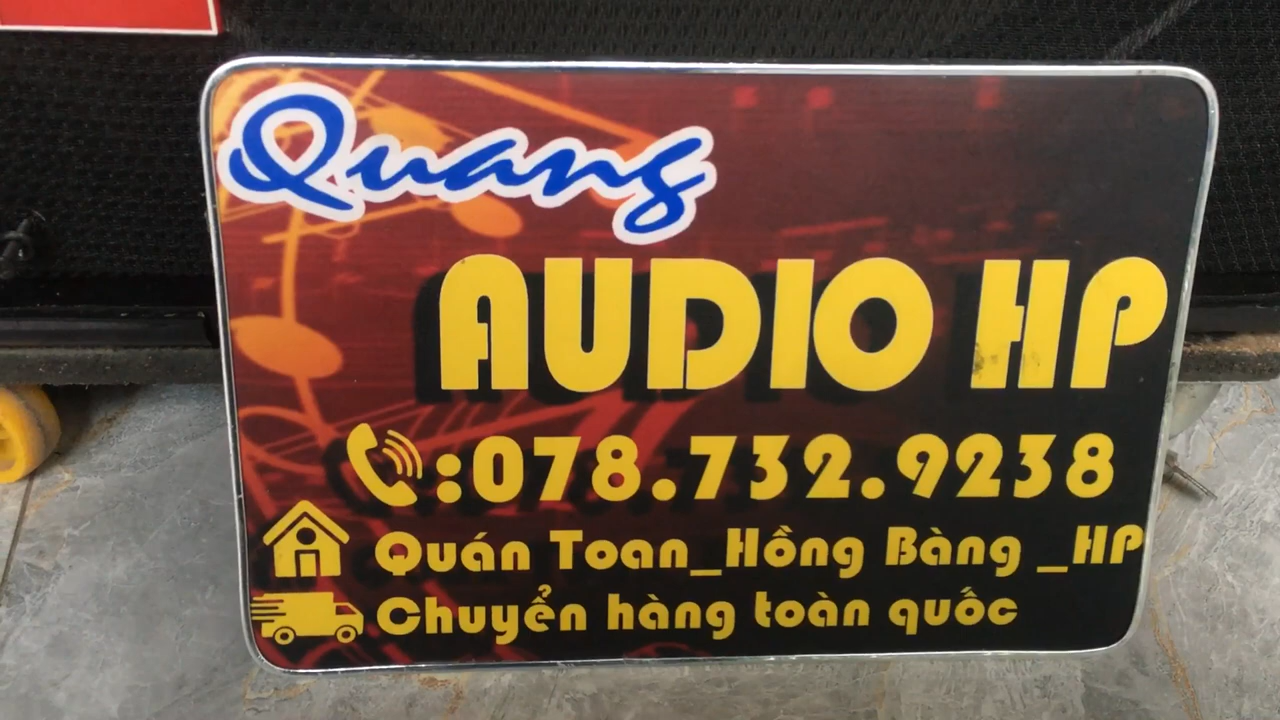 Quang
AUDIO HP
:078.732.9238
Quán Toan_Hồng Bàng _HP
Chuyển hàng toàn quốc